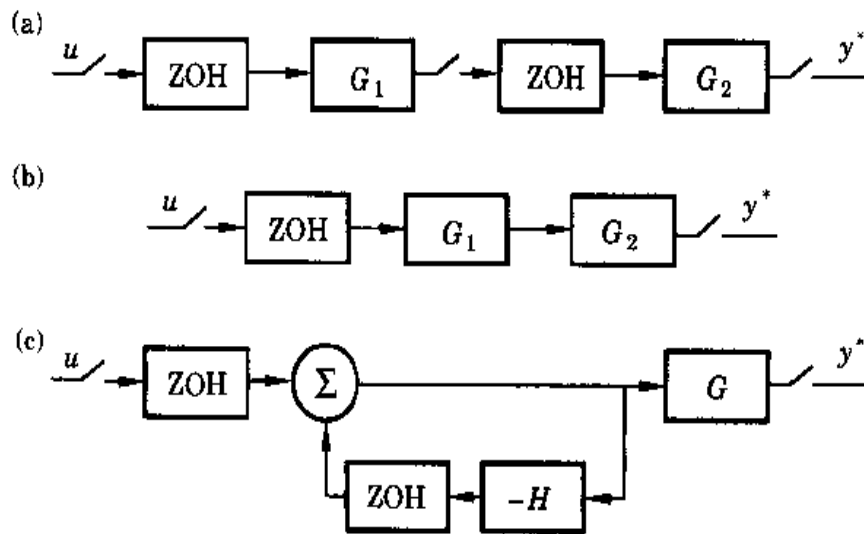 (a)
u ZOH G₁ ZOH G₂ y*
(b)
u ZOH G₁ G₂ y*
(c)
u ZOH Σ G y*
ZOH −H